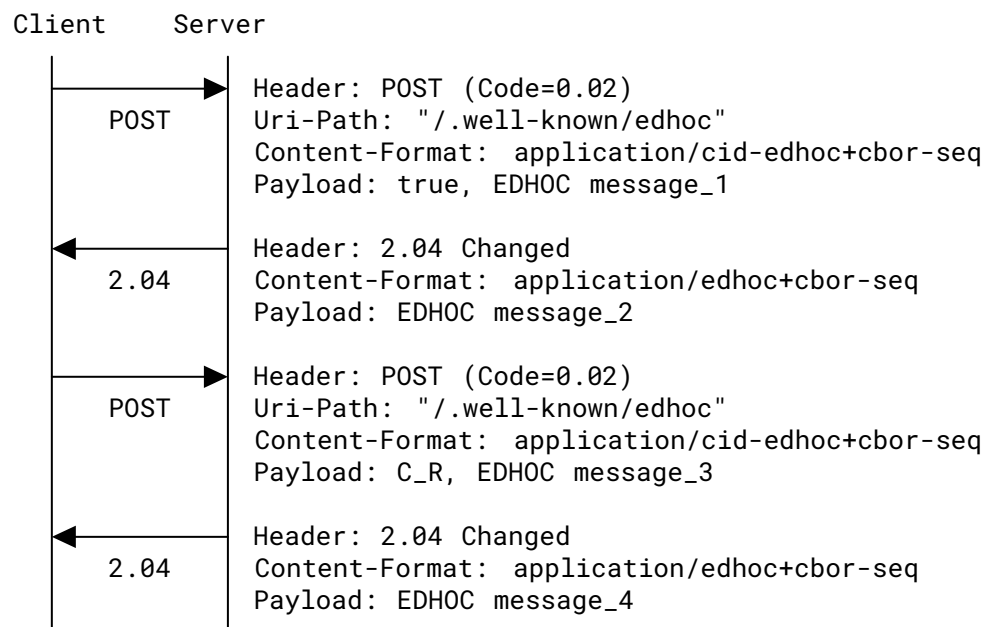 Client    Server
Header: POST (Code=0.02)
POST    Uri-Path: "/.well-known/edhoc"
Content-Format: application/cid-edhoc+cbor-seq
Payload: true, EDHOC message_1
Header: 2.04 Changed
2.04    Content-Format: application/edhoc+cbor-seq
Payload: EDHOC message_2
Header: POST (Code=0.02)
POST    Uri-Path: "/.well-known/edhoc"
Content-Format: application/cid-edhoc+cbor-seq
Payload: C_R, EDHOC message_3
Header: 2.04 Changed
2.04    Content-Format: application/edhoc+cbor-seq
Payload: EDHOC message_4